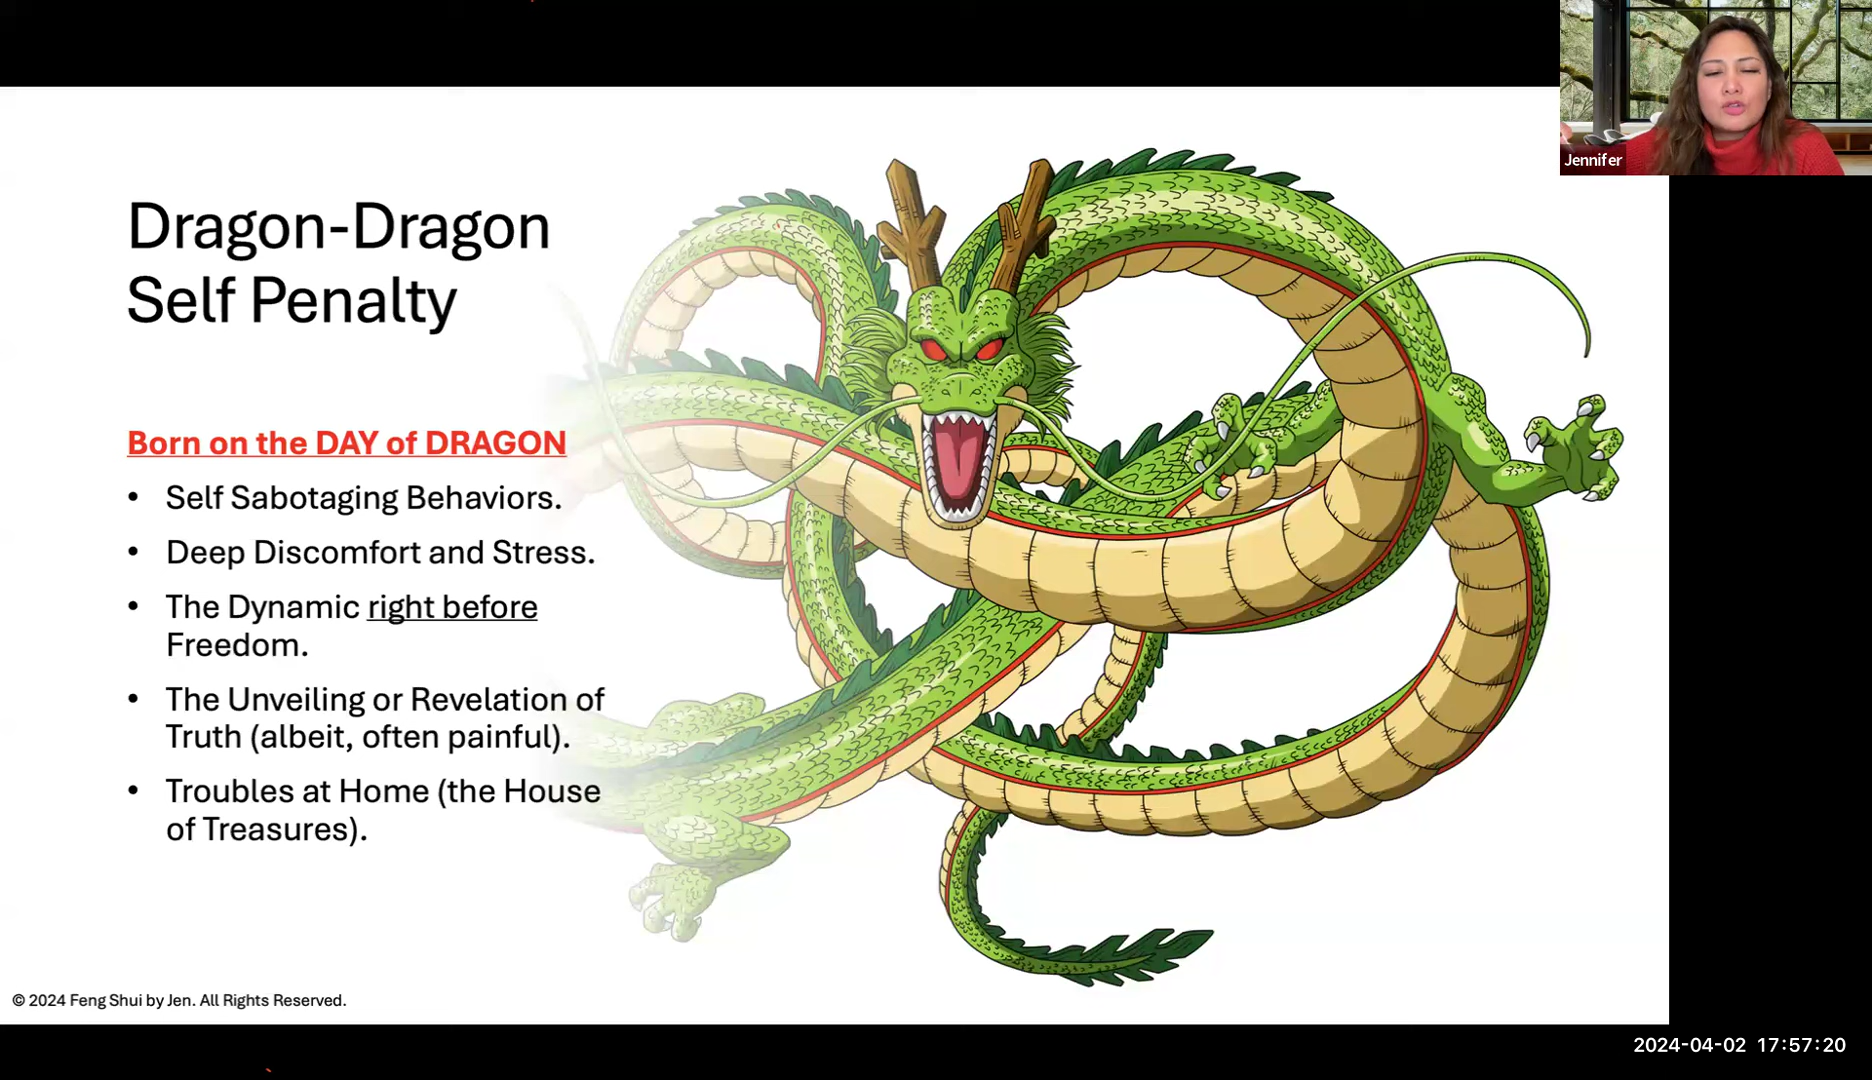 Jennifer
Dragon-Dragon
Self Penalty
Born on the DAY of DRAGON
• Self Sabotaging Behaviors.
• Deep Discomfort and Stress.
• The Dynamic right before
Freedom.
• The Unveiling or Revelation of
Truth (albeit, often painful).
• Troubles at Home (the House
of Treasures).
© 2024 Feng Shui by Jen. All Rights Reserved.
2024-04-02 17:57:20